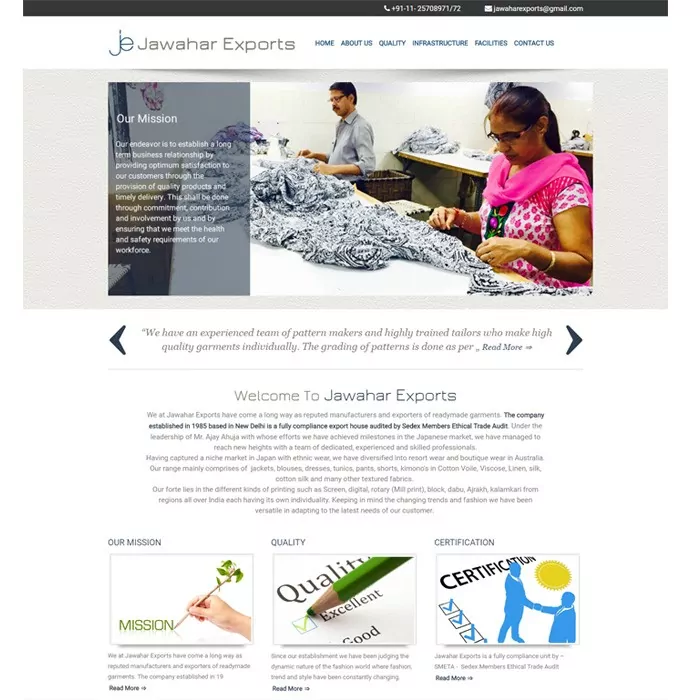 +91-11- 25708971/72 jawaharexports@gmail.com
je Jawahar Exports HOME ABOUT US QUALITY INFRASTRUCTURE FACILITIES CONTACT US
Our Mission
Our endeavor is to establish a long
term business relationship by
providing optimum satisfaction to
our customers through the
provision of quality products and
timely delivery. This shall be done
through commitment, contribution
and involvement by us and by
ensuring that we meet the health
and safety requirements of our
workforce.
"We have an experienced team of pattern makers and highly trained tailors who make high
quality garments individually. The grading of patterns is done as per ,, Read More ⇒
Welcome To Jawahar Exports
We at Jawahar Exports have come a long way as reputed manufacturers and exporters of readymade garments. The company
established in 1985 based in New Delhi is a fully compliance export house audited by Sedex Members Ethical Trade Audit. Under the
leadership of Mr. Ajay Ahuja with whose efforts we have achieved milestones in the Japanese market, we have managed to
reach new heights with a team of dedicated, experienced and skilled professionals.
Having captured a niche market in Japan with ethnic wear, we have diversified into resort wear and boutique wear in Australia.
Our range mainly comprises of jackets, blouses, dresses, tunics, pants, shorts, kimono's in Cotton Voile, Viscose, Linen, silk,
cotton silk and many other textured fabrics.
Our forte lies in the different kinds of printing such as Screen, digital, rotary (Mill print), block, dabu, Ajrakh, kalamkari from
regions all over India each having its own individuality. Keeping in mind the changing trends and fashion we have been
versatile in adapting to the latest needs of our customer.
OUR MISSION QUALITY CERTIFICATION
MISSION
Quality
Excellent
Good
CERTIFICATION
We at Jawahar Exports have come a long way as
reputed manufacturers and exporters of readymade
garments. The company established in 19
Read More ⇒
Since our establishment we have been judging the
dynamic nature of the fashion world where fashion,
trend and style have been constantly changing.
Read More ⇒
Jawahar Exports is a fully compliance unit by –
SMETA - Sedex Members Ethical Trade Audit
Read More ⇒